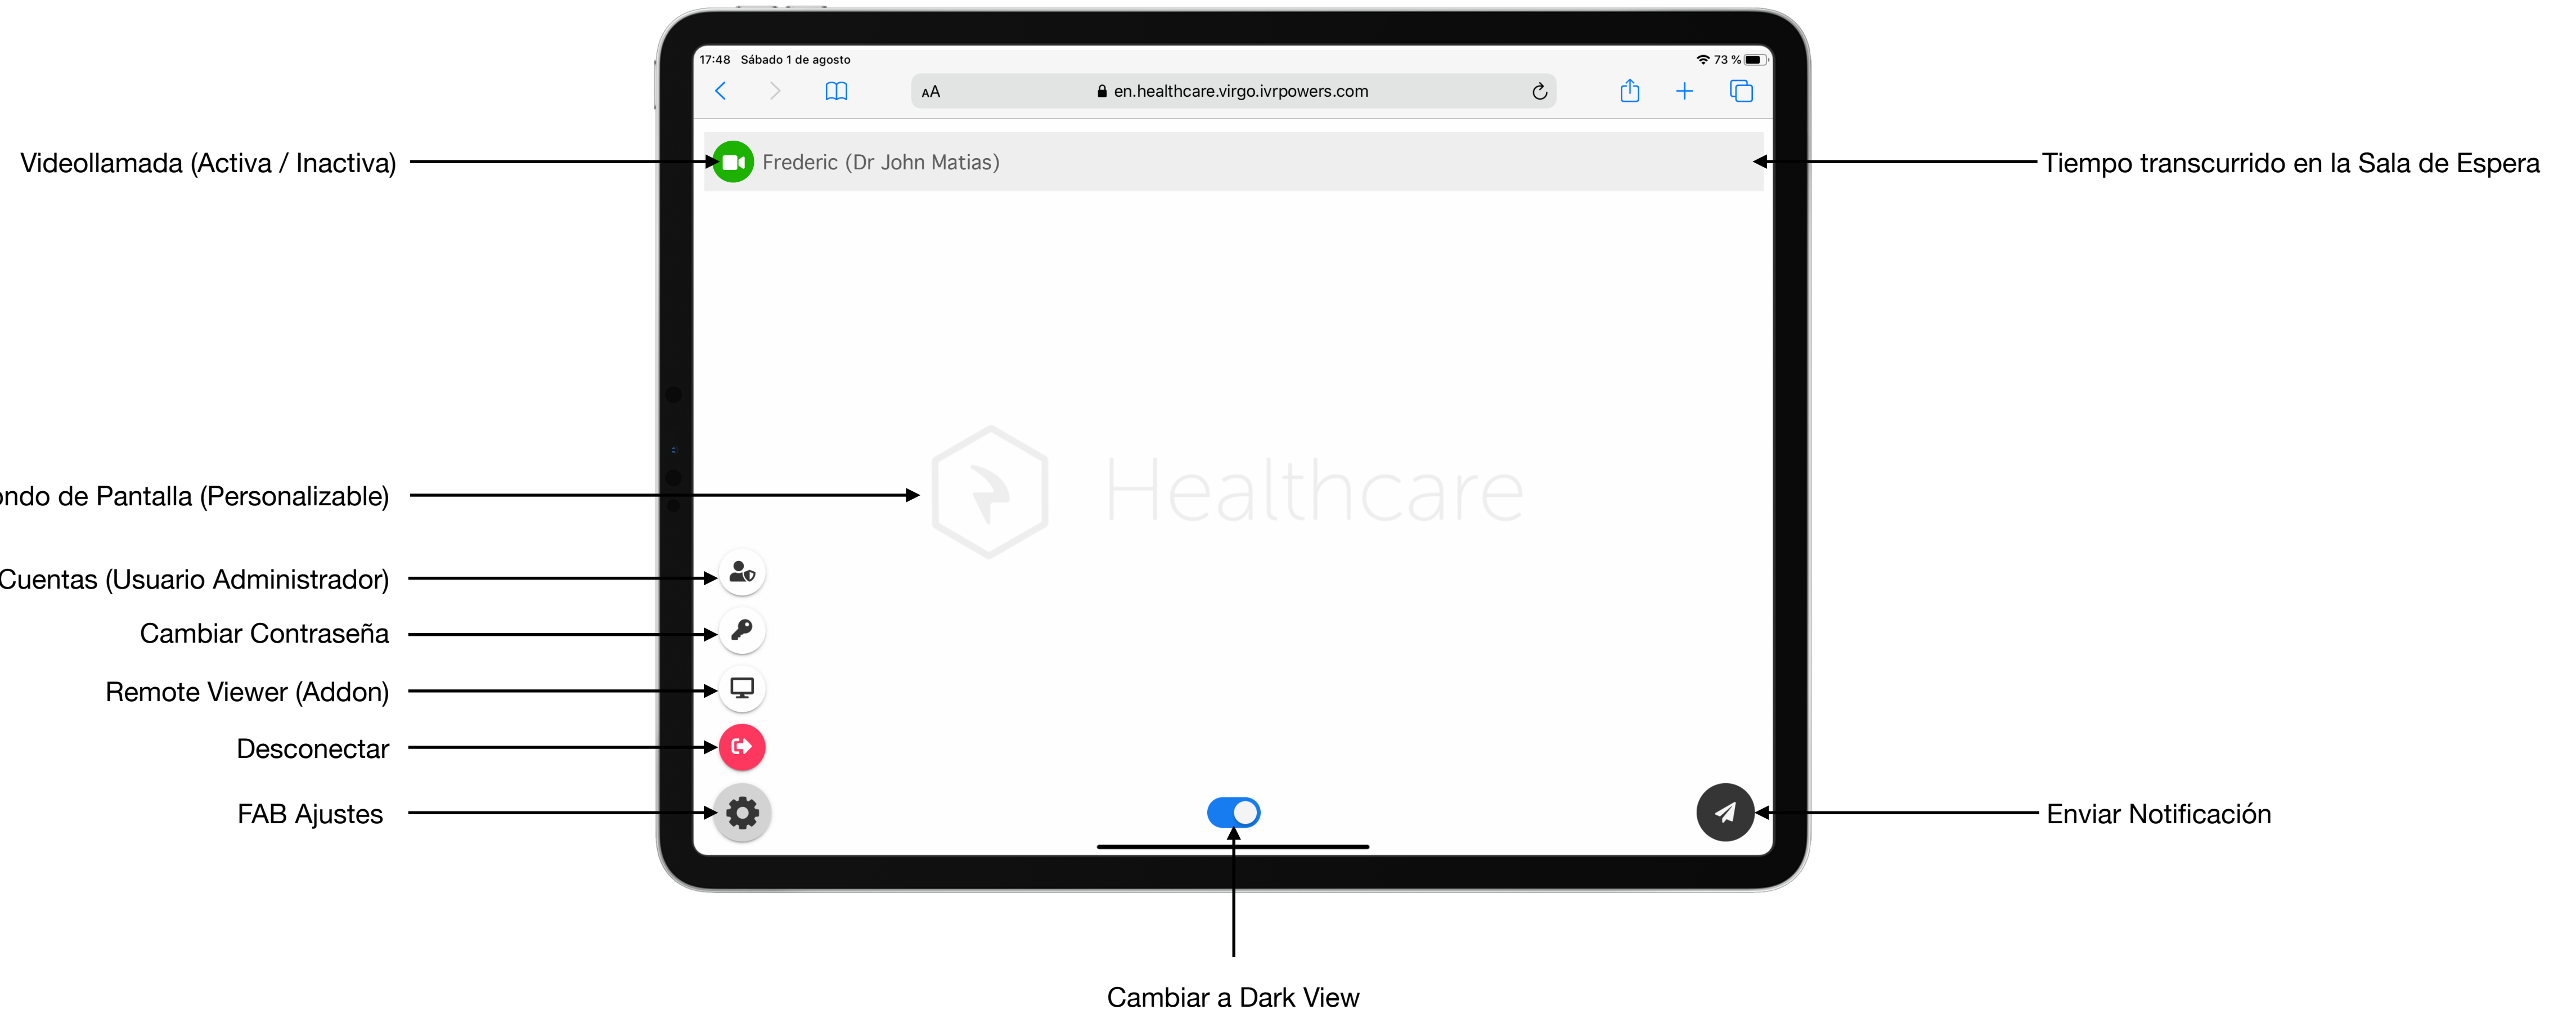 17:48 Sábado 1 de agosto
73 %
AA
en.healthcare.virgo.ivrpowers.com
Videollamada (Activa / Inactiva)
Frederic (Dr John Matias)
Tiempo transcurrido en la Sala de Espera
Healthcare
de Pantalla (Personalizable)
Cuentas (Usuario Administrador)
Cambiar Contraseña
Remote Viewer (Addon)
Desconectar
FAB Ajustes
Enviar Notificación
Cambiar a Dark View